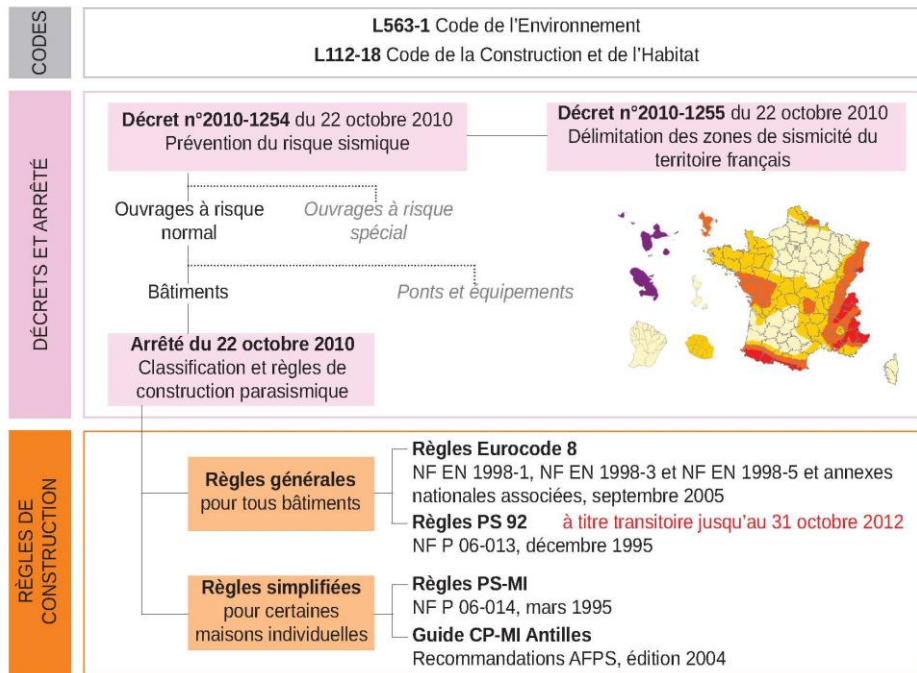 CODES
L563-1 Code de l'Environnement
L112-18 Code de la Construction et de l'Habitat
DÉCRETS ET ARRÊTÉ
Décret n°2010-1254 du 22 octobre 2010
Prévention du risque sismique
Décret n°2010-1255 du 22 octobre 2010
Délimitation des zones de sismicité du
territoire français
Ouvrages à risque
normal
Ouvrages à risque
spécial
Bâtiments
Ponts et équipements
Arrêté du 22 octobre 2010
Classification et règles de
construction parasismique
RÈGLES DE
CONSTRUCTION
Règles générales
pour tous bâtiments
Règles Eurocode 8
NF EN 1998-1, NF EN 1998-3 et NF EN 1998-5 et annexes
nationales associées, septembre 2005
Règles PS 92 à titre transitoire jusqu'au 31 octobre 2012
NF P 06-013, décembre 1995
Règles simplifiées
pour certaines
maisons individuelles
Règles PS-MI
NF P 06-014, mars 1995
Guide CP-MI Antilles
Recommandations AFPS, édition 2004